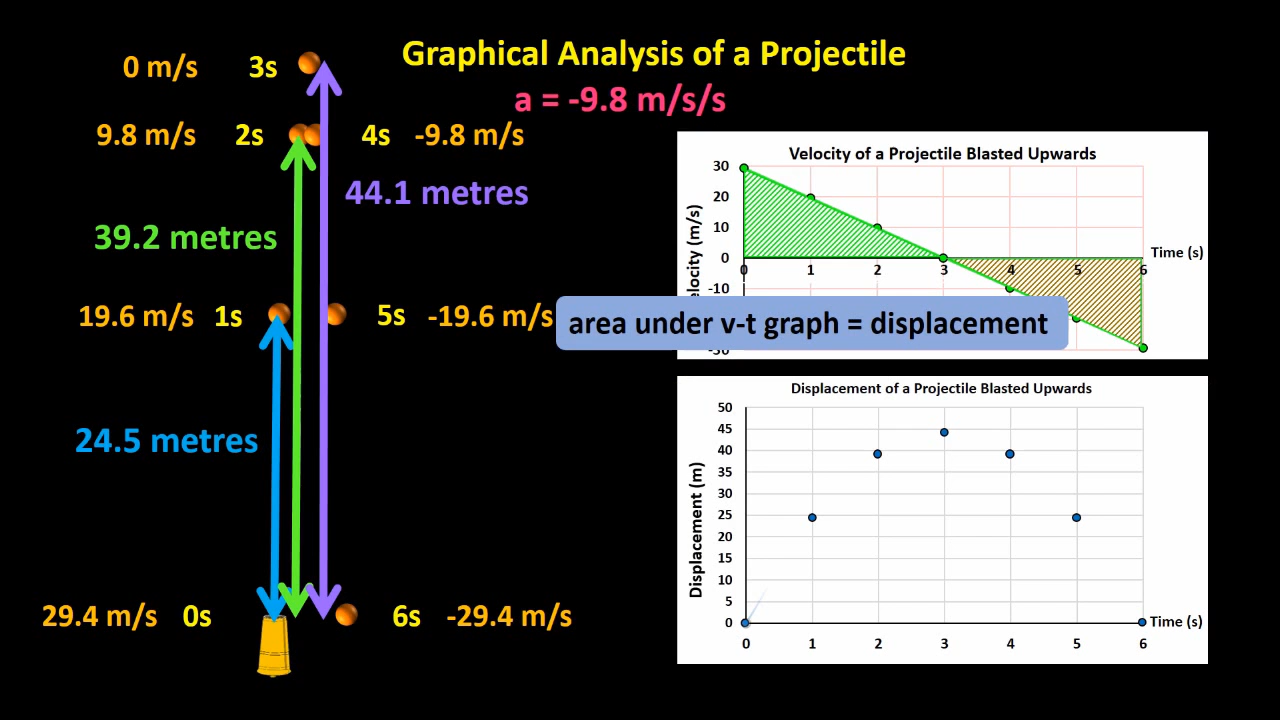 Graphical Analysis of a Projectile
a = -9.8 m/s/s
0 m/s 3s
9.8 m/s 2s 4s -9.8 m/s
44.1 metres
39.2 metres
19.6 m/s 1s 5s -19.6 m/s
24.5 metres
29.4 m/s 0s 6s -29.4 m/s
Velocity of a Projectile Blasted Upwards
30
20
10
0
-10
Time (s)
0 1 2 3 4 5 6
(m/s)
area under v-t graph = displacement
Displacement of a Projectile Blasted Upwards
Displacement (m)
50
45
40
35
30
25
20
15
10
5
0
Time (s)
0 1 2 3 4 5 6